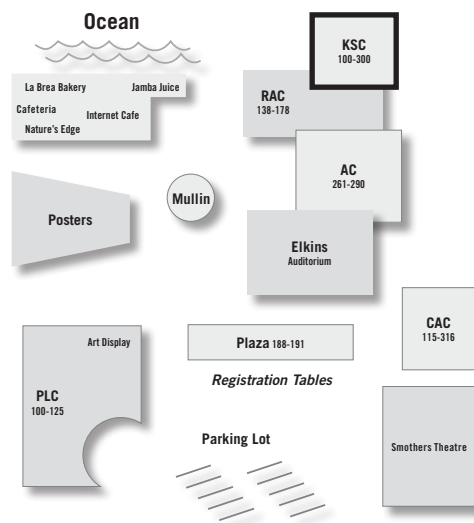 Ocean
KSC
100-300
La Brea Bakery
Jamba Juice
RAC
138-178
Cafeteria
Internet Cafe
Nature's Edge
AC
261-290
Mullin
Posters
Elkins
Auditorium
CAC
115-316
Plaza 188-191
Art Display
Registration Tables
PLC
100-125
Parking Lot
Smothers Theatre